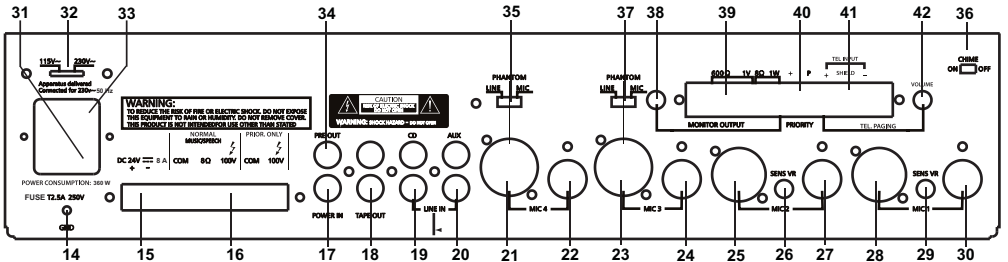 31 32 33 34 35 37 38 39 40 41 42 36
115V~ 230V~
Apparatus delivered
Connected for 230v~50 Hz
WARNING:
TO REDUCE THE RISK OF FIRE OR ELECTRIC SHOCK. DO NOT EXPOSE
THIS EQUIPMENT TO RAIN OR HUMIDITY. DO NOT REMOVE COVER.
THIS PRODUCT IS NOT INTENDEDFOR USE OTHER THAN STATED
NORMAL
MUSIC/SPEECH
PRIOR. ONLY
DC 24V 8 A COM 8Ω 100V COM 100V
+ -
POWER CONSUMPTION: 360 W
FUSE T2.5A 250V
GND
CAUTION
PRE OUT CD AUX
POWER IN TAPE OUT LINE IN
PHANTOM
LINE MIC
MIC 4
PHANTOM
LINE MIC
MIC 3
600Ω 1V 8Ω 1W + P + SHIELD -
TEL INPUT
MONITOR OUTPUT PRIORITY TEL. PAGING
VOLUME
CHIME
ON OFF
SENS VR
MIC 2
SENS VR
MIC 1
14 15 16 17 18 19 20 21 22 23 24 25 26 27 28 29 30